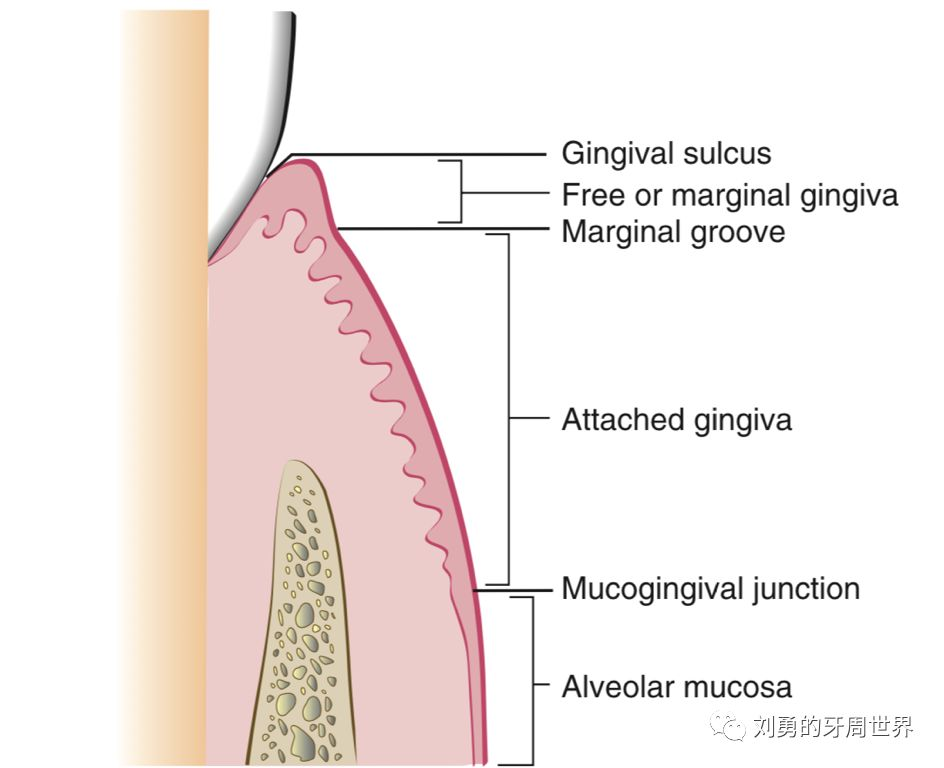 Gingival sulcus
Free or marginal gingiva
Marginal groove
Attached gingiva
Mucogingival junction
Alveolar mucosa
刘勇的牙周世界